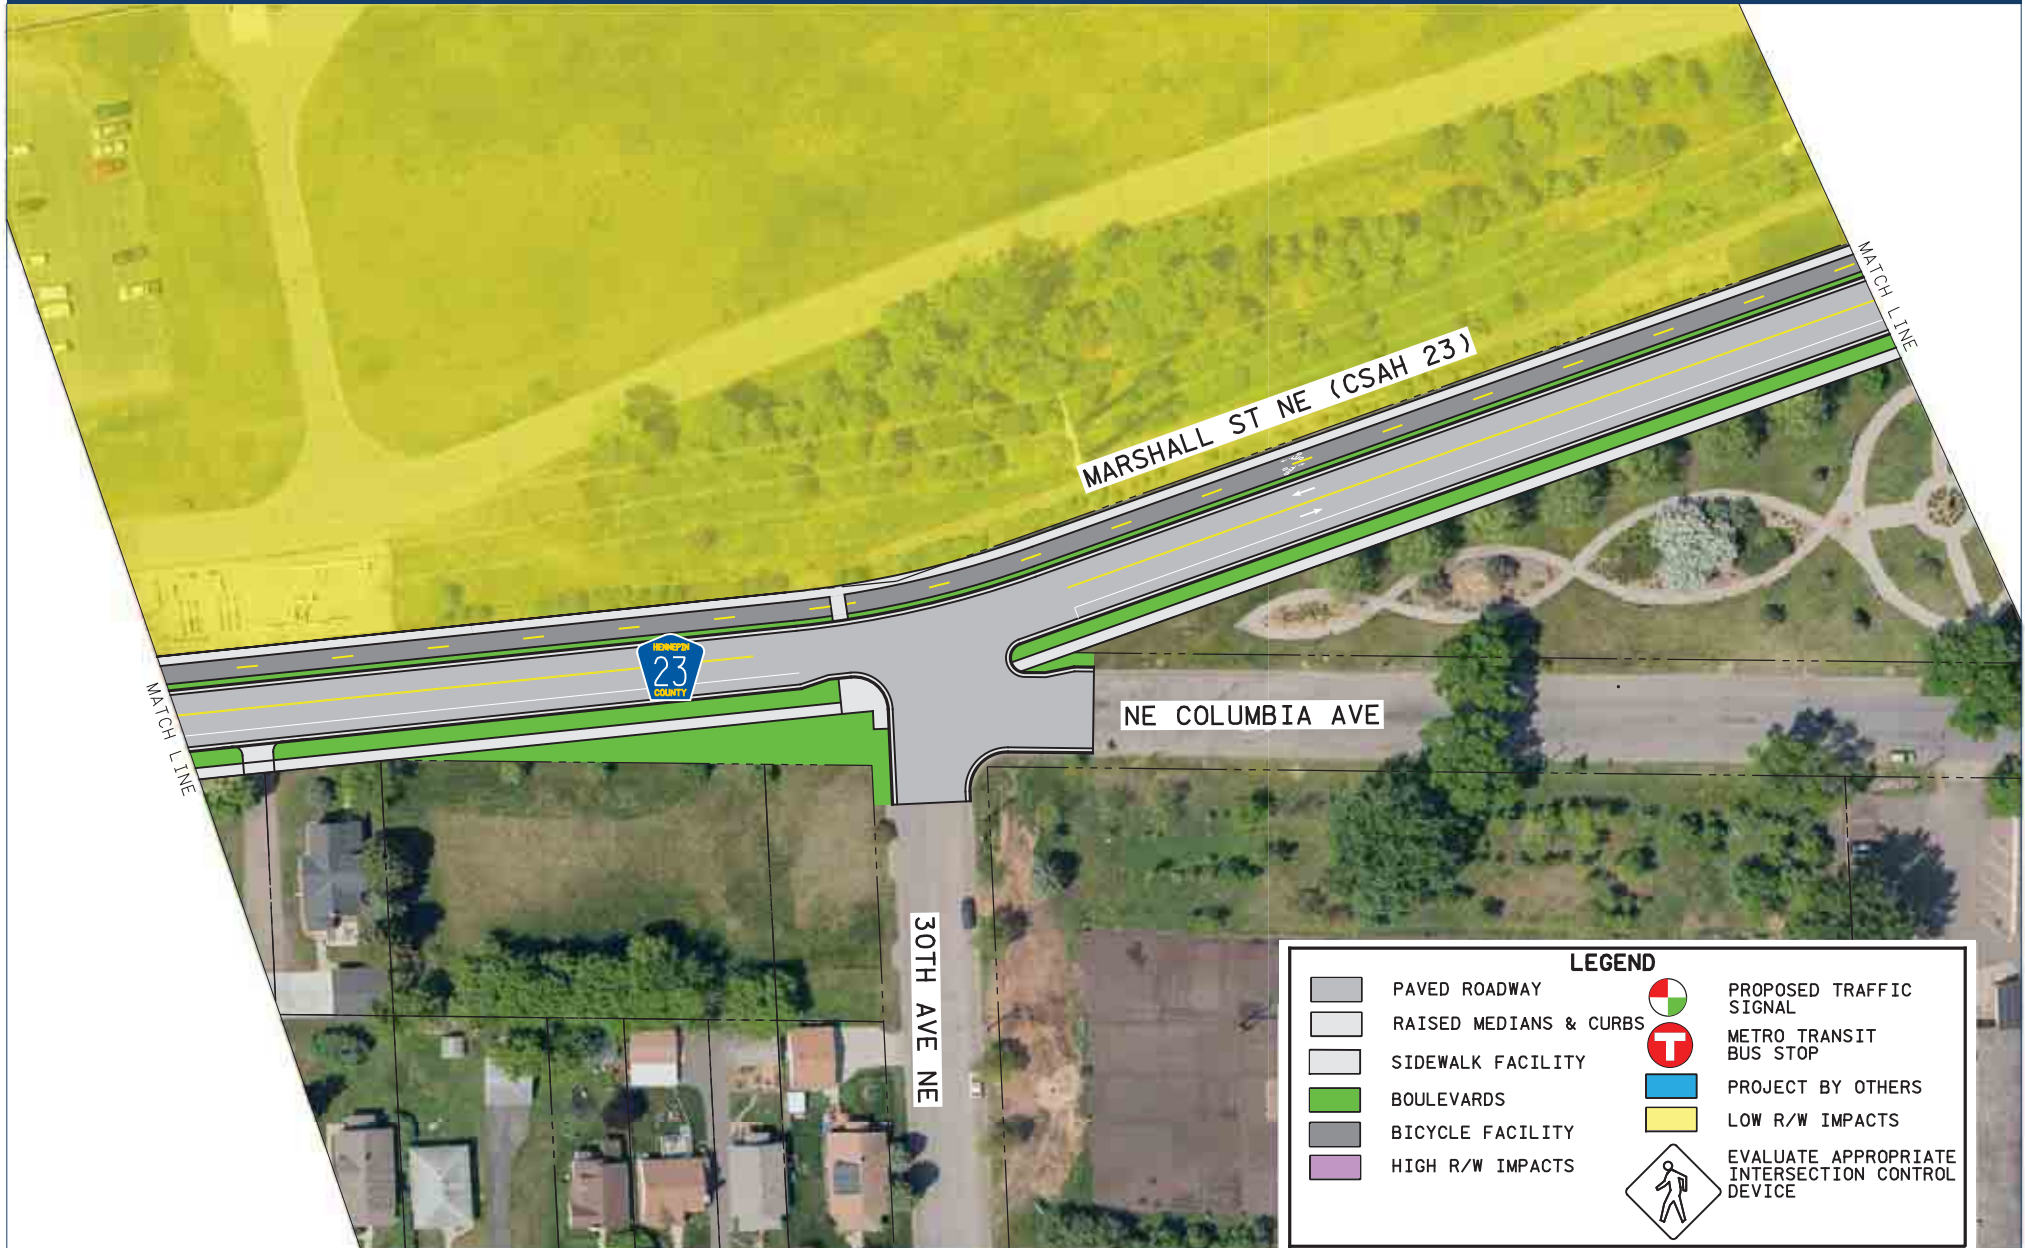 MARSHALL ST NE (CSAH 23)
MATCH LINE
HENNEPIN
23
COUNTY
MATCH LINE
NE COLUMBIA AVE
30TH AVE NE
LEGEND
PAVED ROADWAY
RAISED MEDIANS & CURBS
SIDEWALK FACILITY
BOULEVARDS
BICYCLE FACILITY
HIGH R/W IMPACTS
PROPOSED TRAFFIC
SIGNAL
T
METRO TRANSIT
BUS STOP
PROJECT BY OTHERS
LOW R/W IMPACTS
EVALUATE APPROPRIATE
INTERSECTION CONTROL
DEVICE